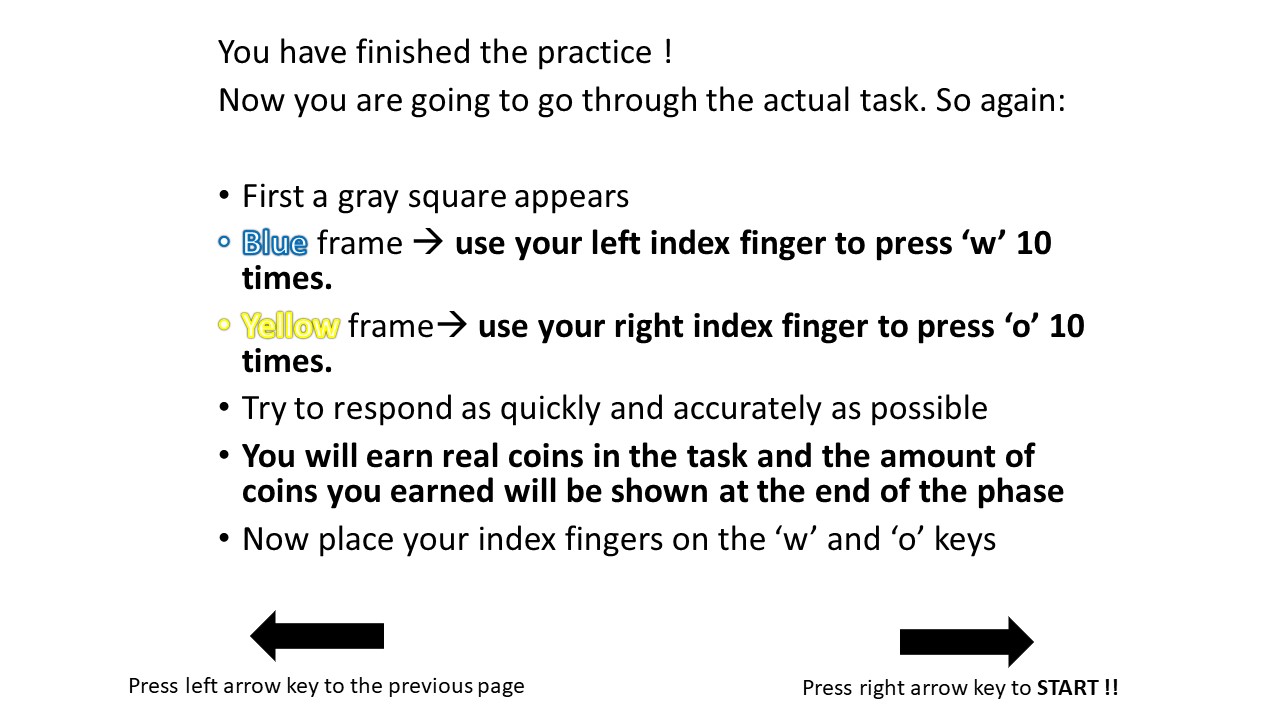 You have finished the practice !
Now you are going to go through the actual task. So again:
• First a gray square appears
• Blue frame → use your left index finger to press ‘w’ 10
times.
• Yellow frame→ use your right index finger to press ‘o’ 10
times.
• Try to respond as quickly and accurately as possible
• You will earn real coins in the task and the amount of
coins you earned will be shown at the end of the phase
• Now place your index fingers on the ‘w’ and ‘o’ keys
Press left arrow key to the previous page
Press right arrow key to START !!